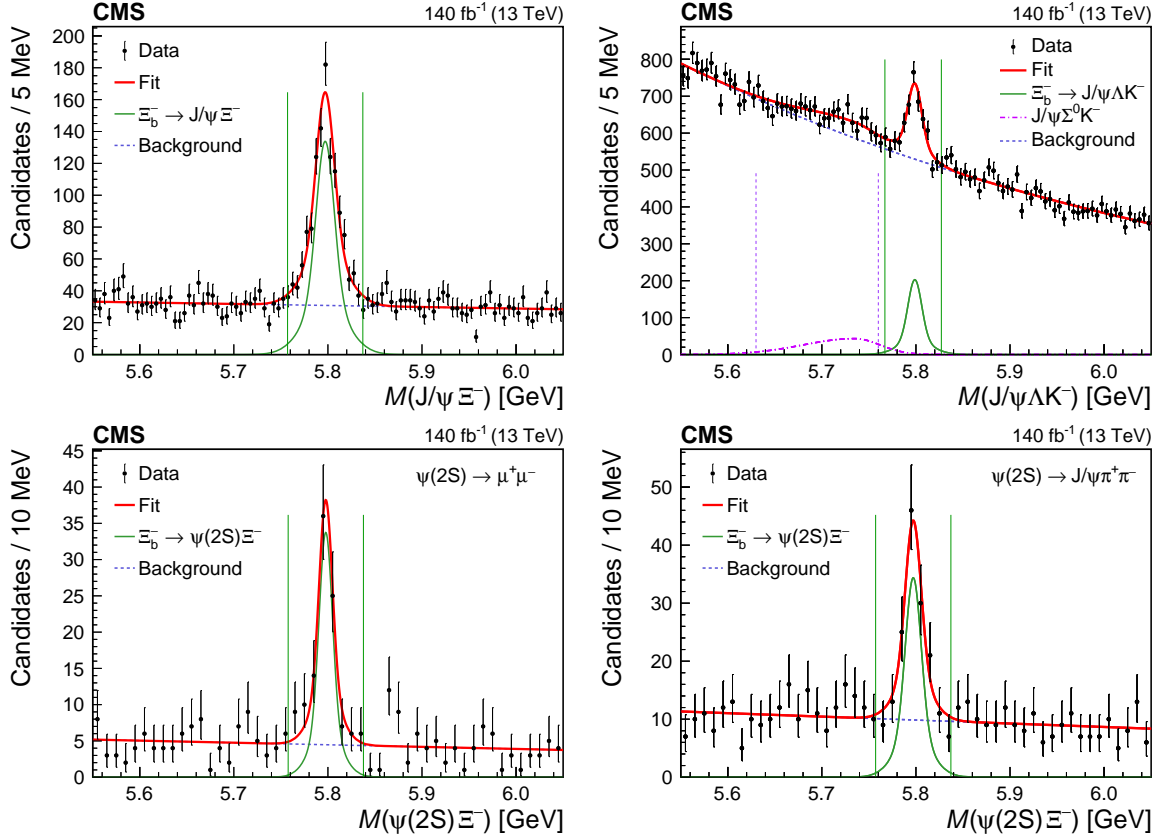 CMS 140 fb⁻¹ (13 TeV)
Candidates / 5 MeV
200
180
160
140
120
100
80
60
40
20
0
Data
Fit
Ξ_b⁻ → J/ψ Ξ⁻
Background
5.6 5.7 5.8 5.9 6.0
M(J/ψ Ξ⁻) [GeV]
CMS 140 fb⁻¹ (13 TeV)
Candidates / 5 MeV
800
700
600
500
400
300
200
100
0
Data
Fit
Ξ_b⁻ → J/ψΛK⁻
J/ψΣ⁰K⁻
Background
5.6 5.7 5.8 5.9 6.0
M(J/ψΛK⁻) [GeV]
CMS 140 fb⁻¹ (13 TeV)
Candidates / 10 MeV
45
40
35
30
25
20
15
10
5
0
Data
Fit
Ξ_b⁻ → ψ(2S)Ξ⁻
Background
ψ(2S) → μ⁺μ⁻
5.6 5.7 5.8 5.9 6.0
M(ψ(2S)Ξ⁻) [GeV]
CMS 140 fb⁻¹ (13 TeV)
Candidates / 10 MeV
50
40
30
20
10
0
Data
Fit
Ξ_b⁻ → ψ(2S)Ξ⁻
Background
ψ(2S) → J/ψπ⁺π⁻
5.6 5.7 5.8 5.9 6.0
M(ψ(2S)Ξ⁻) [GeV]